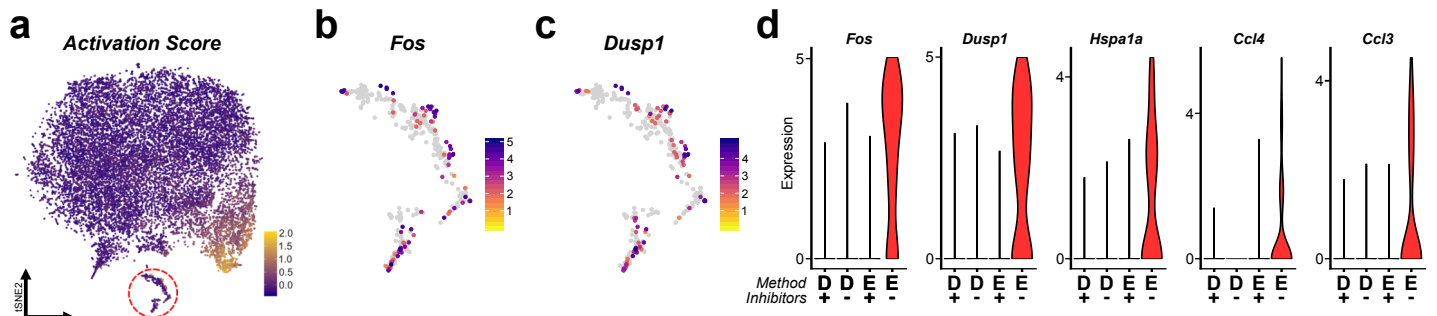 a
Activation Score
2.0
1.5
1.0
0.5
0.0
tSNE2
b
Fos
5
4
3
2
1
c
Dusp1
4
3
2
1
d
Expression
Fos
5
0
Dusp1
5
0
Hspa1a
4
0
Ccl4
4
0
Ccl3
4
0
Method D D E E D D E E D D E E D D E E D D E E
Inhibitors + - + - + - + - + - + - + - + - + - + -